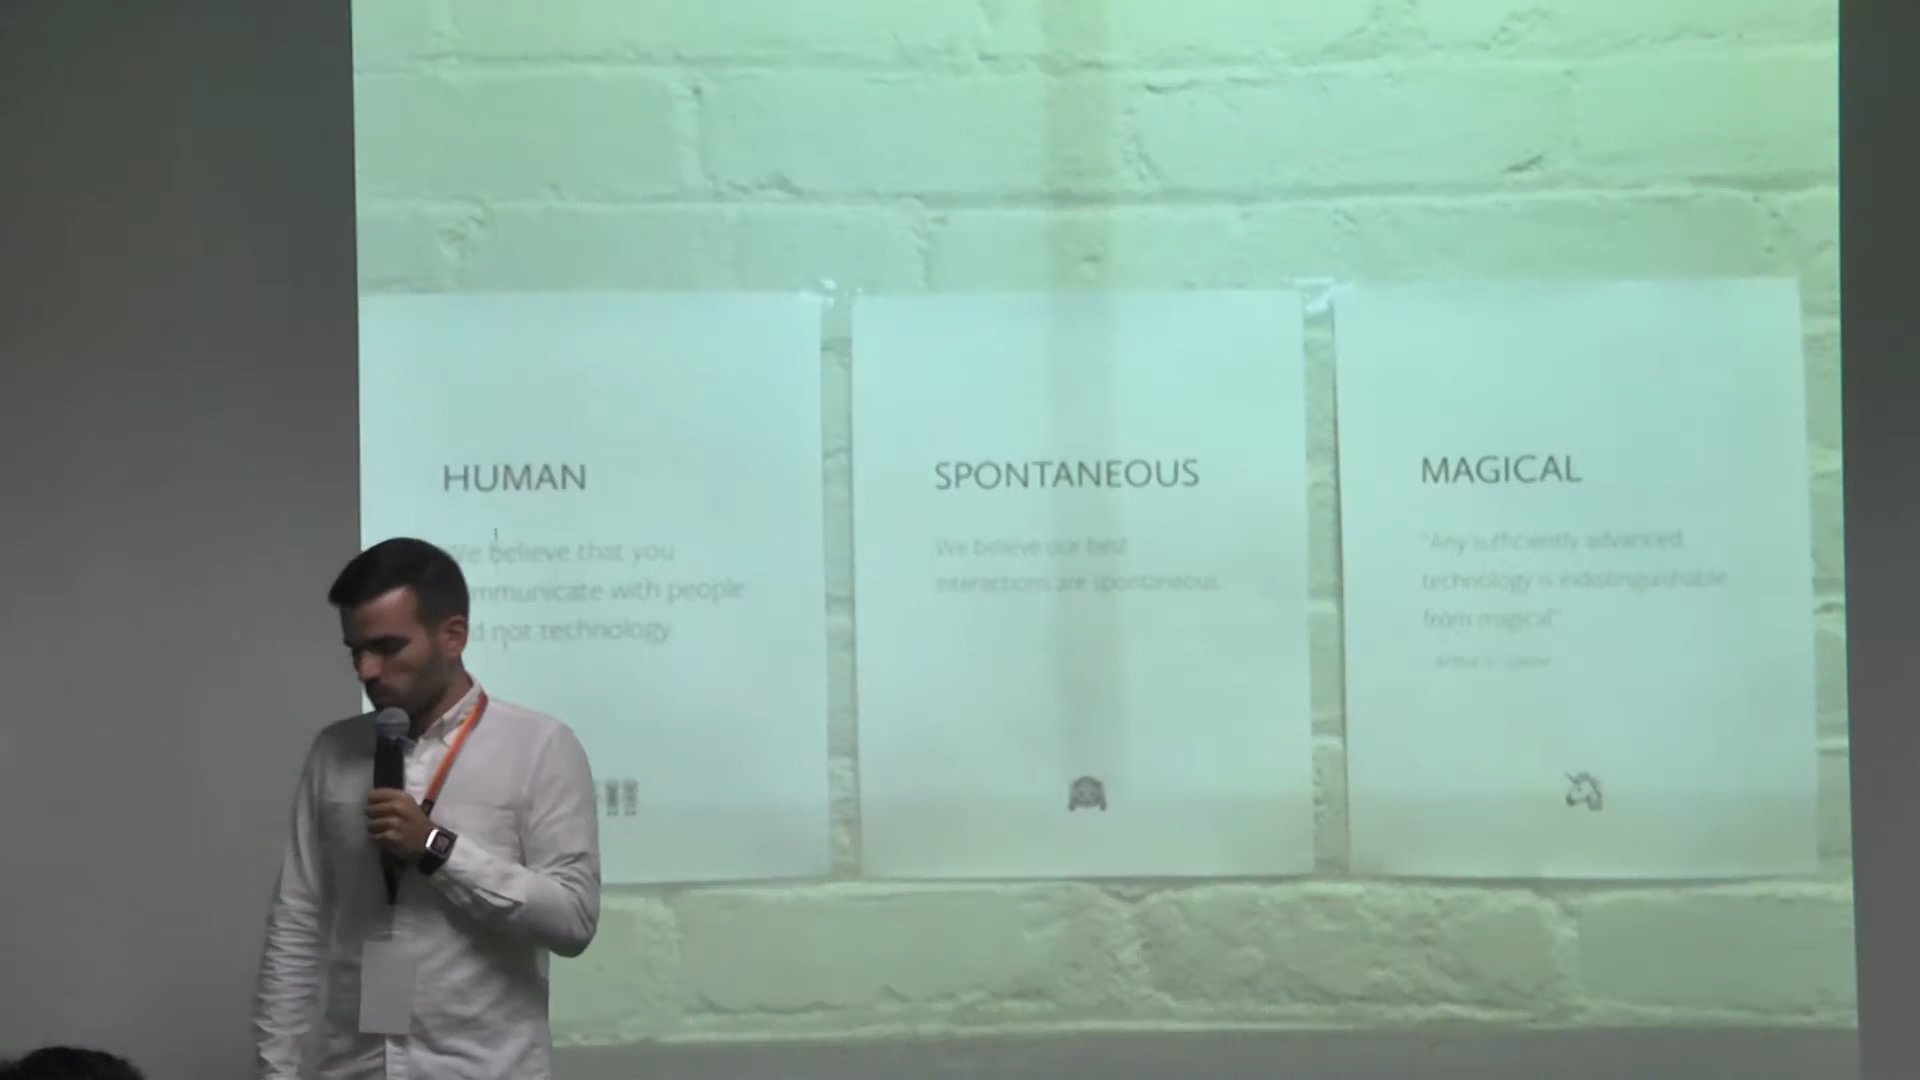 HUMAN
We believe that you
mmunicate with people
d not technology.
SPONTANEOUS
We believe our best
interactions are spontaneous.
MAGICAL
"Any sufficiently advanced
technology is indistinguishable
from magical"